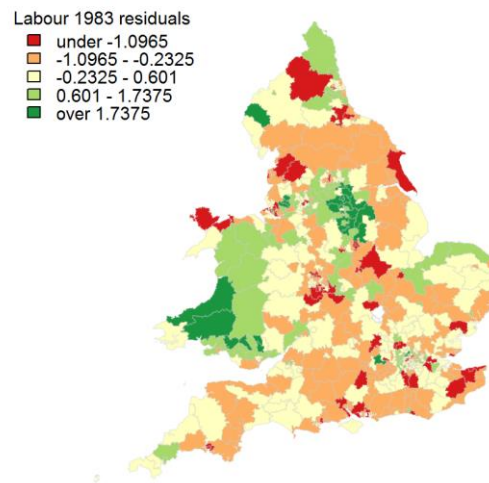 Labour 1983 residuals
under -1.0965
-1.0965 - -0.2325
-0.2325 - 0.601
0.601 - 1.7375
over 1.7375